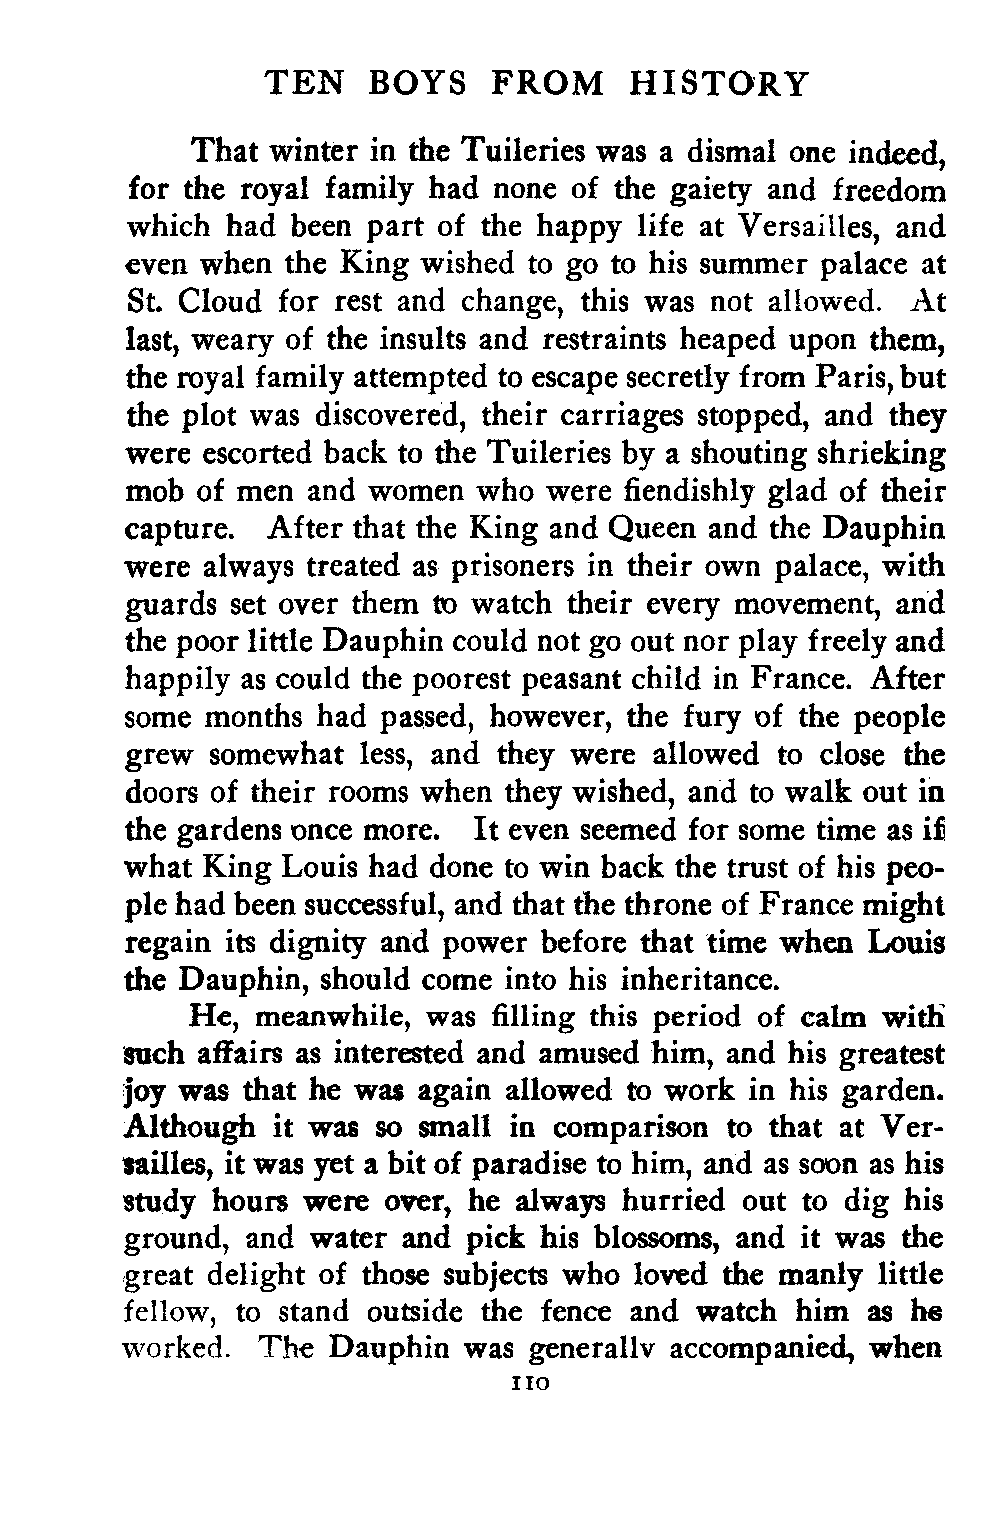 TEN BOYS FROM HISTORY
That winter in the Tuileries was a dismal one indeed,
for the royal family had none of the gaiety and freedom
which had been part of the happy life at Versailles, and
even when the King wished to go to his summer palace at
St. Cloud for rest and change, this was not allowed. At
last, weary of the insults and restraints heaped upon them,
the royal family attempted to escape secretly from Paris, but
the plot was discovered, their carriages stopped, and they
were escorted back to the Tuileries by a shouting shrieking
mob of men and women who were fiendishly glad of their
capture. After that the King and Queen and the Dauphin
were always treated as prisoners in their own palace, with
guards set over them to watch their every movement, and
the poor little Dauphin could not go out nor play freely and
happily as could the poorest peasant child in France. After
some months had passed, however, the fury of the people
grew somewhat less, and they were allowed to close the
doors of their rooms when they wished, and to walk out in
the gardens once more. It even seemed for some time as if
what King Louis had done to win back the trust of his peo-
ple had been successful, and that the throne of France might
regain its dignity and power before that time when Louis
the Dauphin, should come into his inheritance.
He, meanwhile, was filling this period of calm with
such affairs as interested and amused him, and his greatest
joy was that he was again allowed to work in his garden.
Although it was so small in comparison to that at Ver-
sailles, it was yet a bit of paradise to him, and as soon as his
study hours were over, he always hurried out to dig his
ground, and water and pick his blossoms, and it was the
great delight of those subjects who loved the manly little
fellow, to stand outside the fence and watch him as he
worked. The Dauphin was generally accompanied, when
110